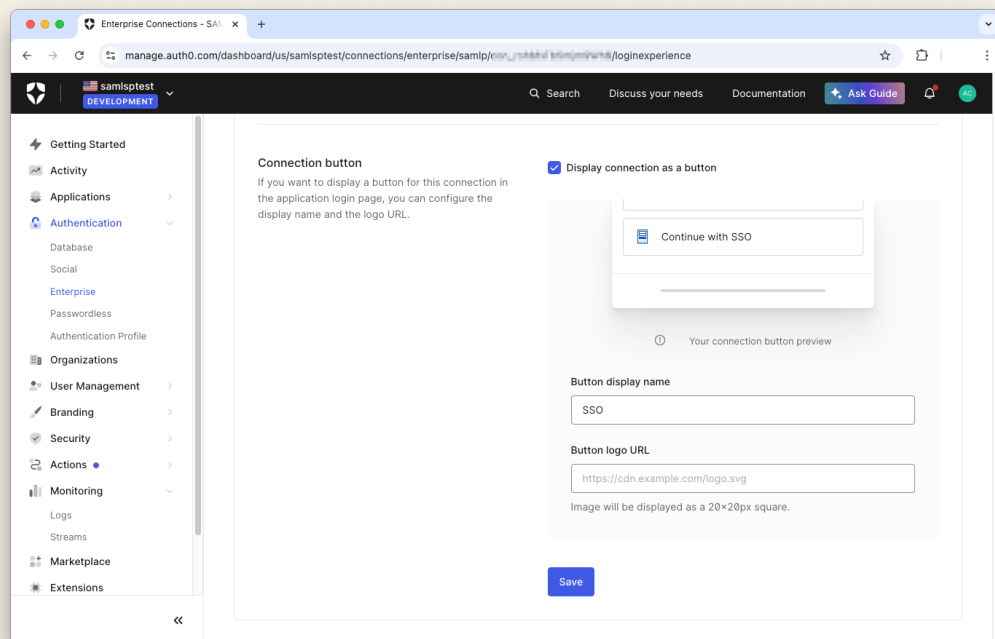 Enterprise Connections - SAM
manage.auth0.com/dashboard/us/samlsptest/connections/enterprise/samlp/
/loginexperience
samlsptest
DEVELOPMENT
Search
Discuss your needs
Documentation
Ask Guide
AC
Getting Started
Activity
Applications
Authentication
Database
Social
Enterprise
Passwordless
Authentication Profile
Organizations
User Management
Branding
Security
Actions
Monitoring
Logs
Streams
Marketplace
Extensions
Connection button
If you want to display a button for this connection in
the application login page, you can configure the
display name and the logo URL.
Display connection as a button
Continue with SSO
Your connection button preview
Button display name
SSO
Button logo URL
https://cdn.example.com/logo.svg
Image will be displayed as a 20×20px square.
Save